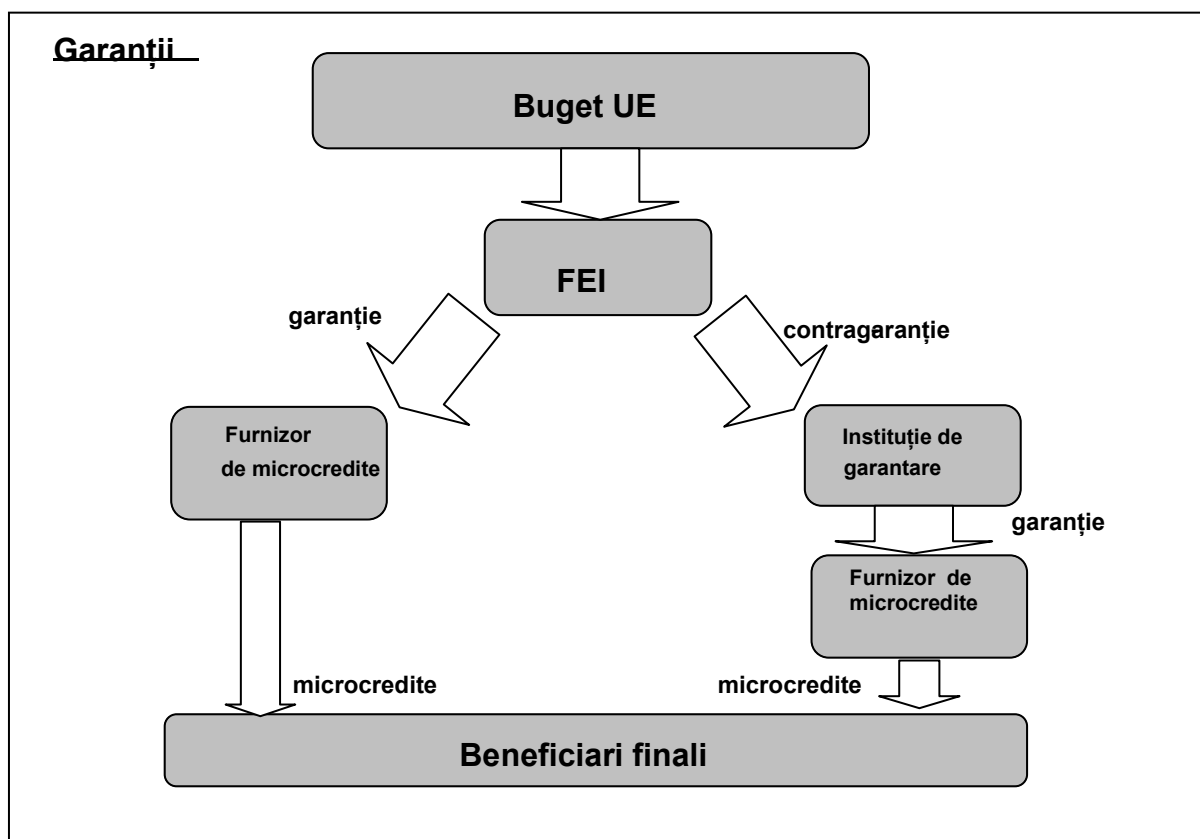 Garanții
Buget UE
FEI
garanție
contragaranție
Furnizor
de microcredite
Instituție de
garantare
garanție
Furnizor de
microcredite
microcredite
microcredite
Beneficiari finali